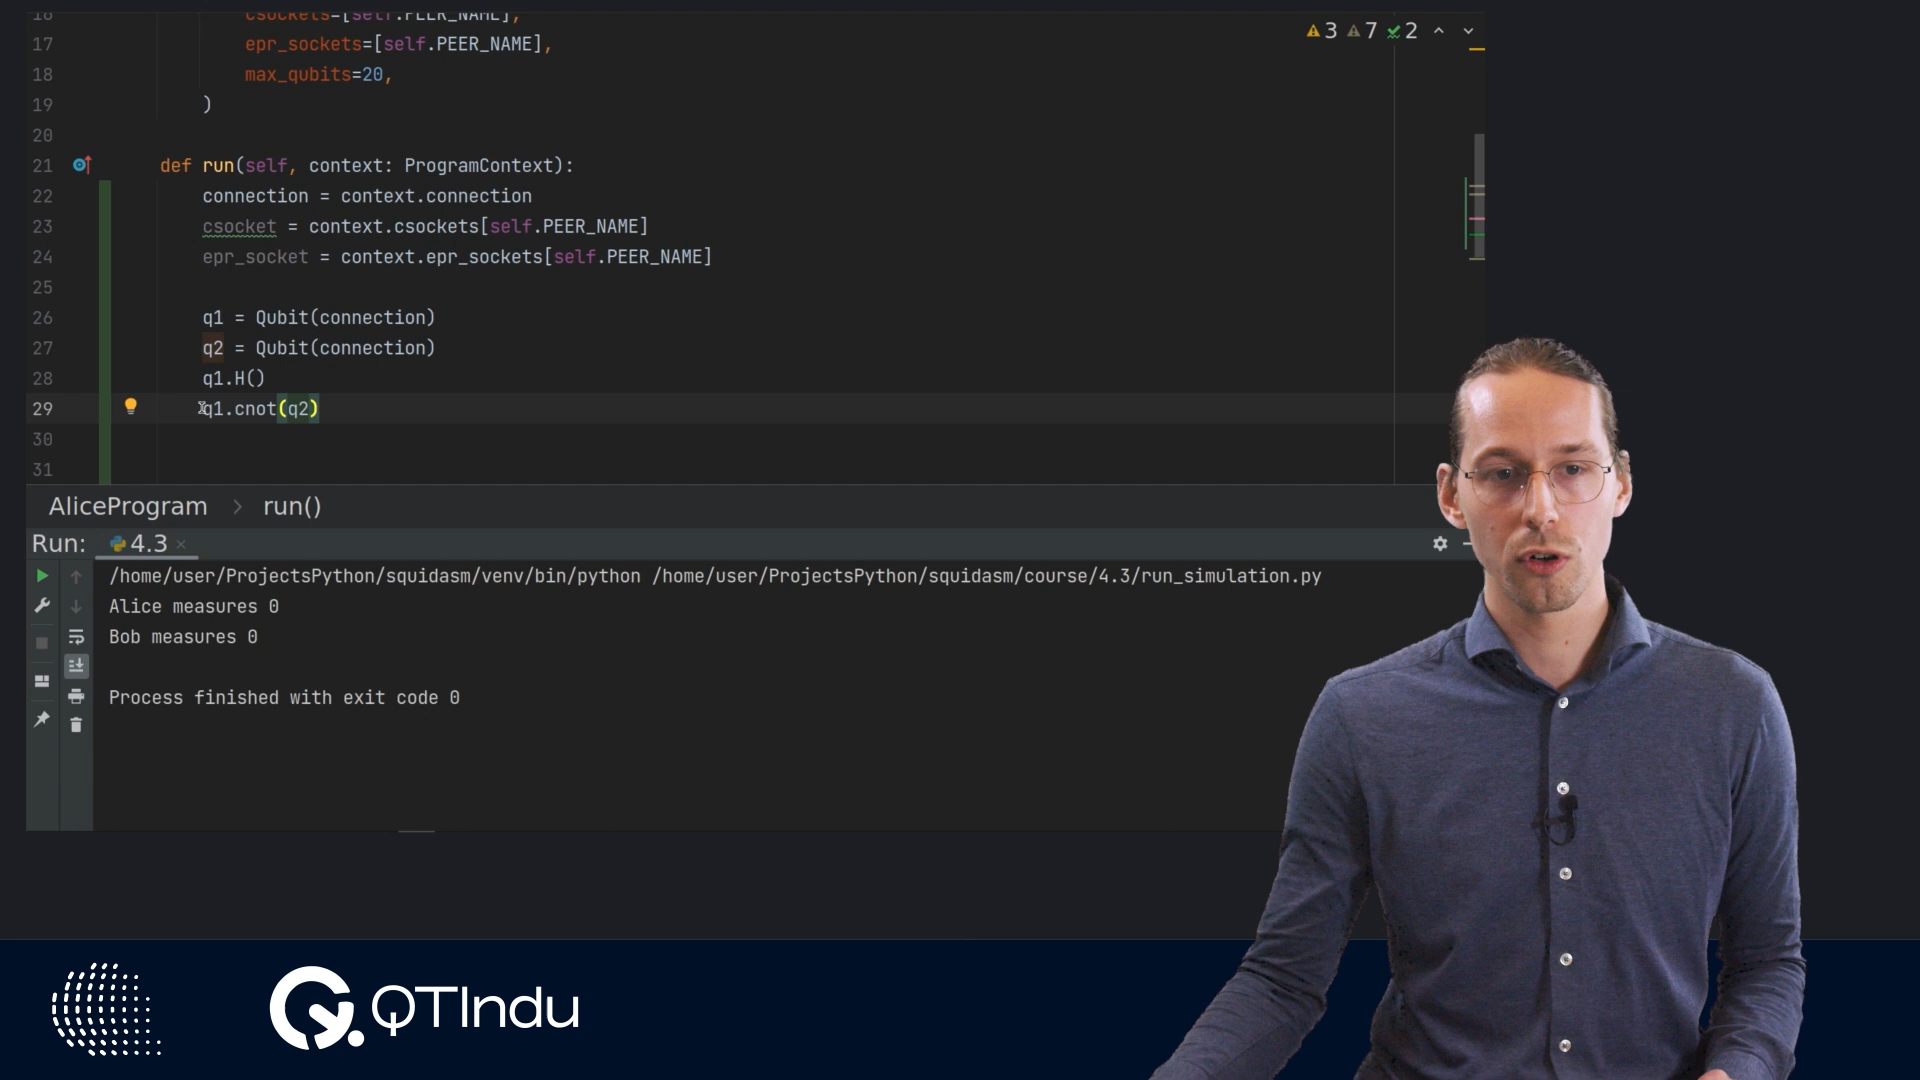 16 csockets=[self.PEER_NAME],
17 epr_sockets=[self.PEER_NAME],
18 max_qubits=20,
19 )
20
21 def run(self, context: ProgramContext):
22 connection = context.connection
23 csocket = context.csockets[self.PEER_NAME]
24 epr_socket = context.epr_sockets[self.PEER_NAME]
25
26 q1 = Qubit(connection)
27 q2 = Qubit(connection)
28 q1.H()
29 q1.cnot(q2)
30
31
3 7 2
AliceProgram > run()
Run: 4.3
/home/user/ProjectsPython/squidasm/venv/bin/python /home/user/ProjectsPython/squidasm/course/4.3/run_simulation.py
Alice measures 0
Bob measures 0
Process finished with exit code 0
QTIndu